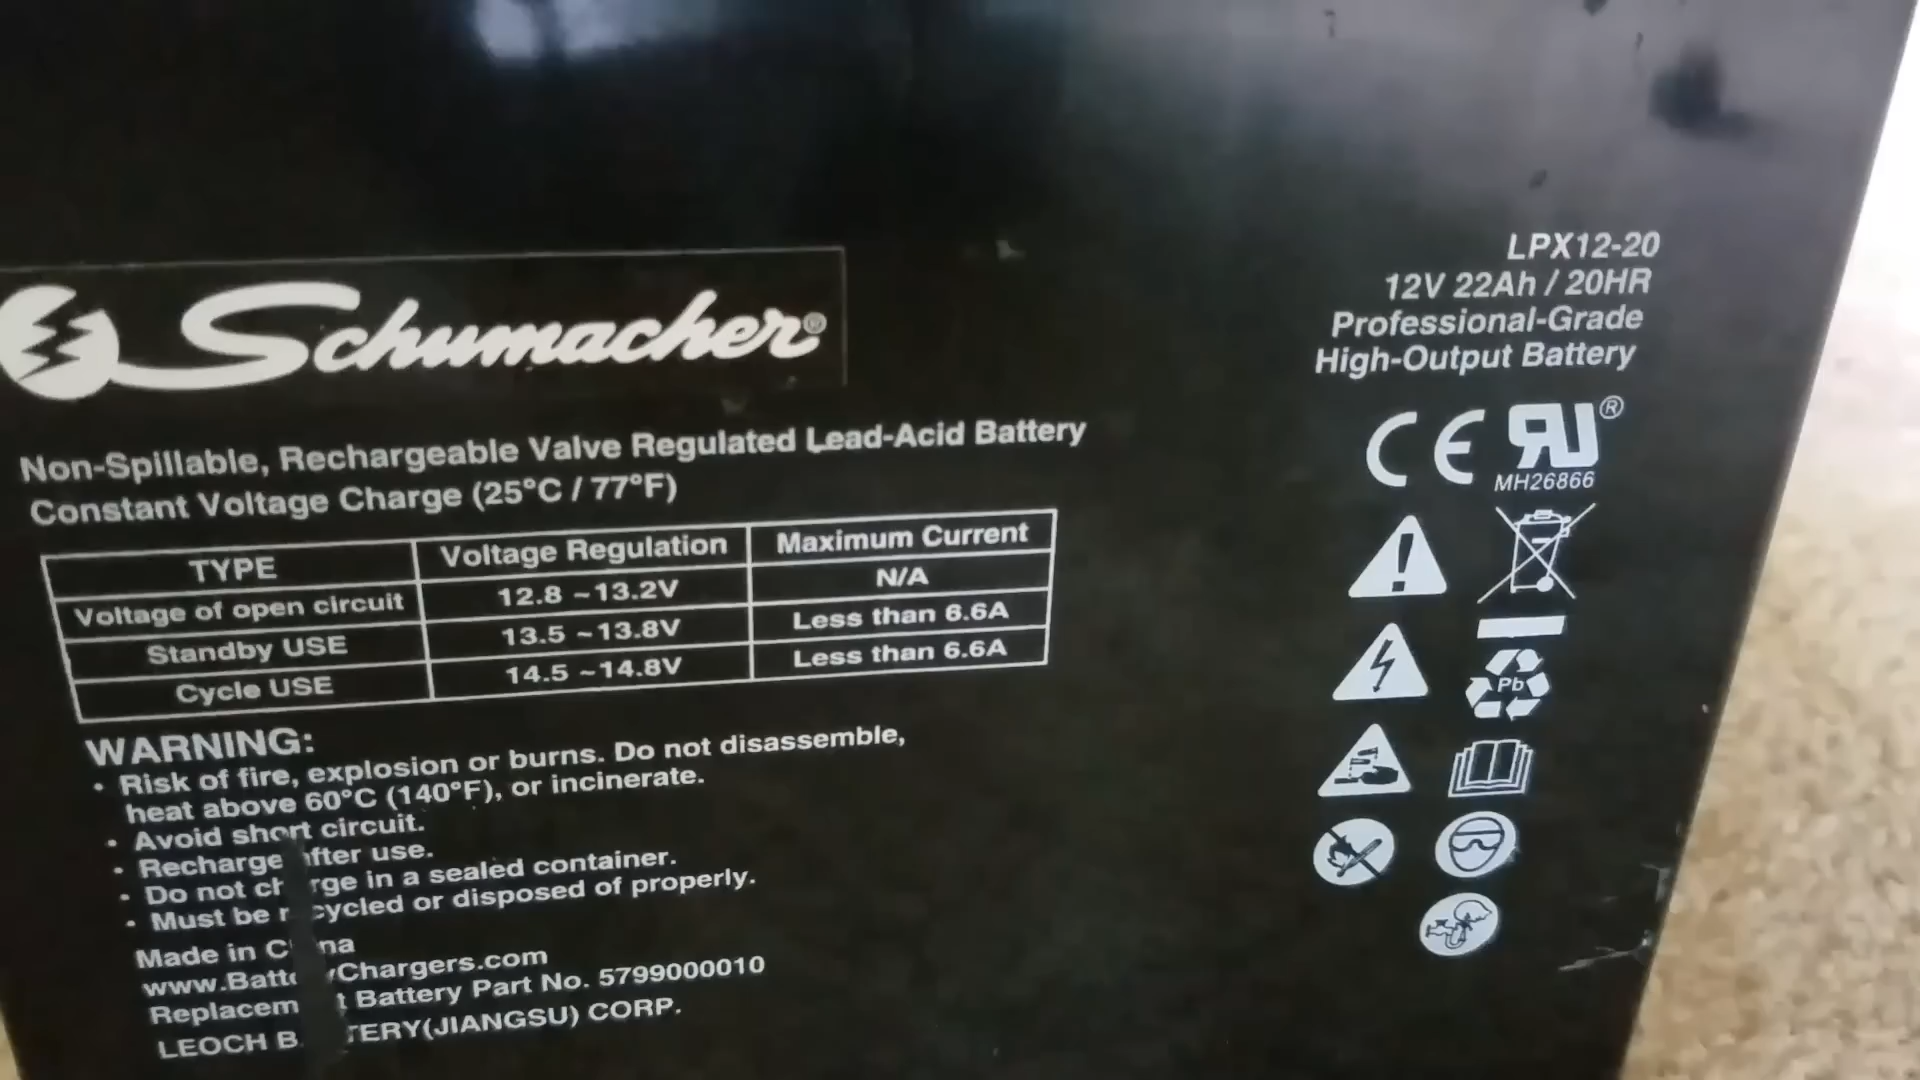 Schumacher®
LPX12-20
12V 22Ah / 20HR
Professional-Grade
High-Output Battery
CE RU®
MH26866
Pb
Non-Spillable, Rechargeable Valve Regulated Lead-Acid Battery
Constant Voltage Charge (25°C / 77°F)
TYPE Voltage Regulation Maximum Current
Voltage of open circuit 12.8 ~13.2V N/A
Standby USE 13.5 ~13.8V Less than 6.6A
Cycle USE 14.5 ~14.8V Less than 6.6A
WARNING:
• Risk of fire, explosion or burns. Do not disassemble,
heat above 60°C (140°F), or incinerate.
• Avoid short circuit.
• Recharge after use.
• Do not charge in a sealed container.
• Must be recycled or disposed of properly.
Made in China
www.BatteryChargers.com
Replacement Battery Part No. 5799000010
LEOCH BATTERY(JIANGSU) CORP.